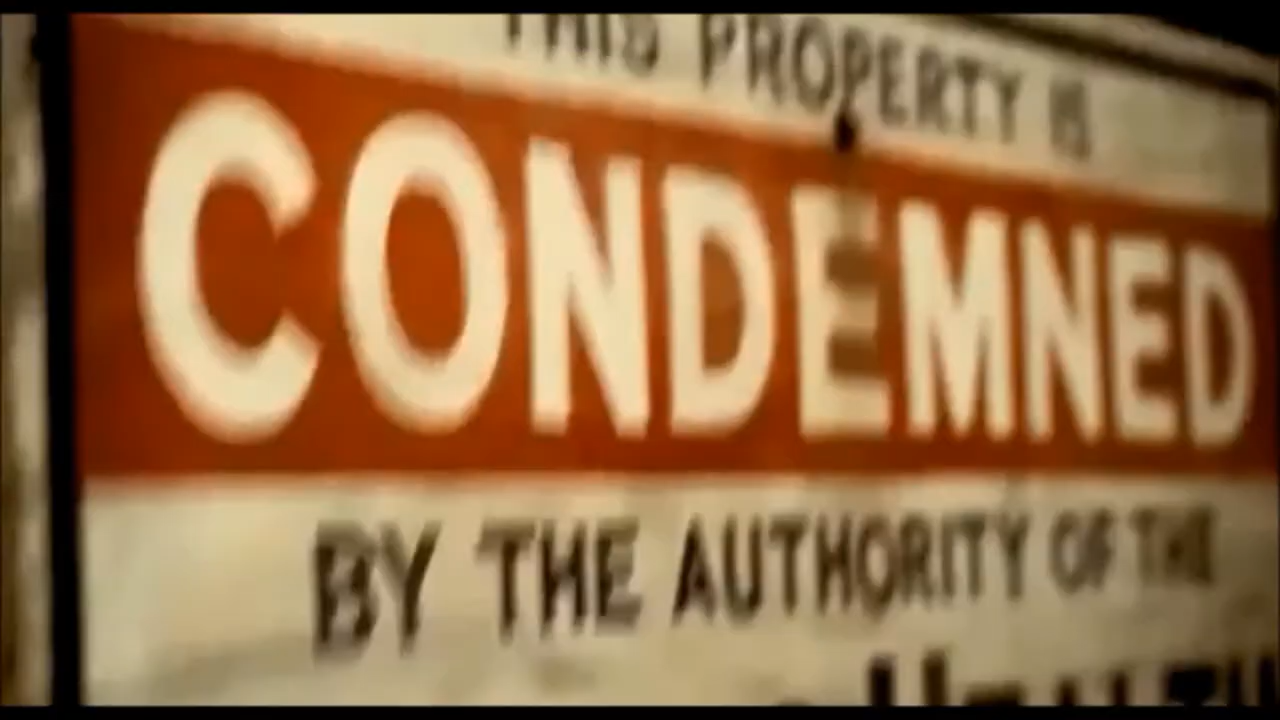 THIS PROPERTY IS
CONDEMNED
BY THE AUTHORITY OF THE